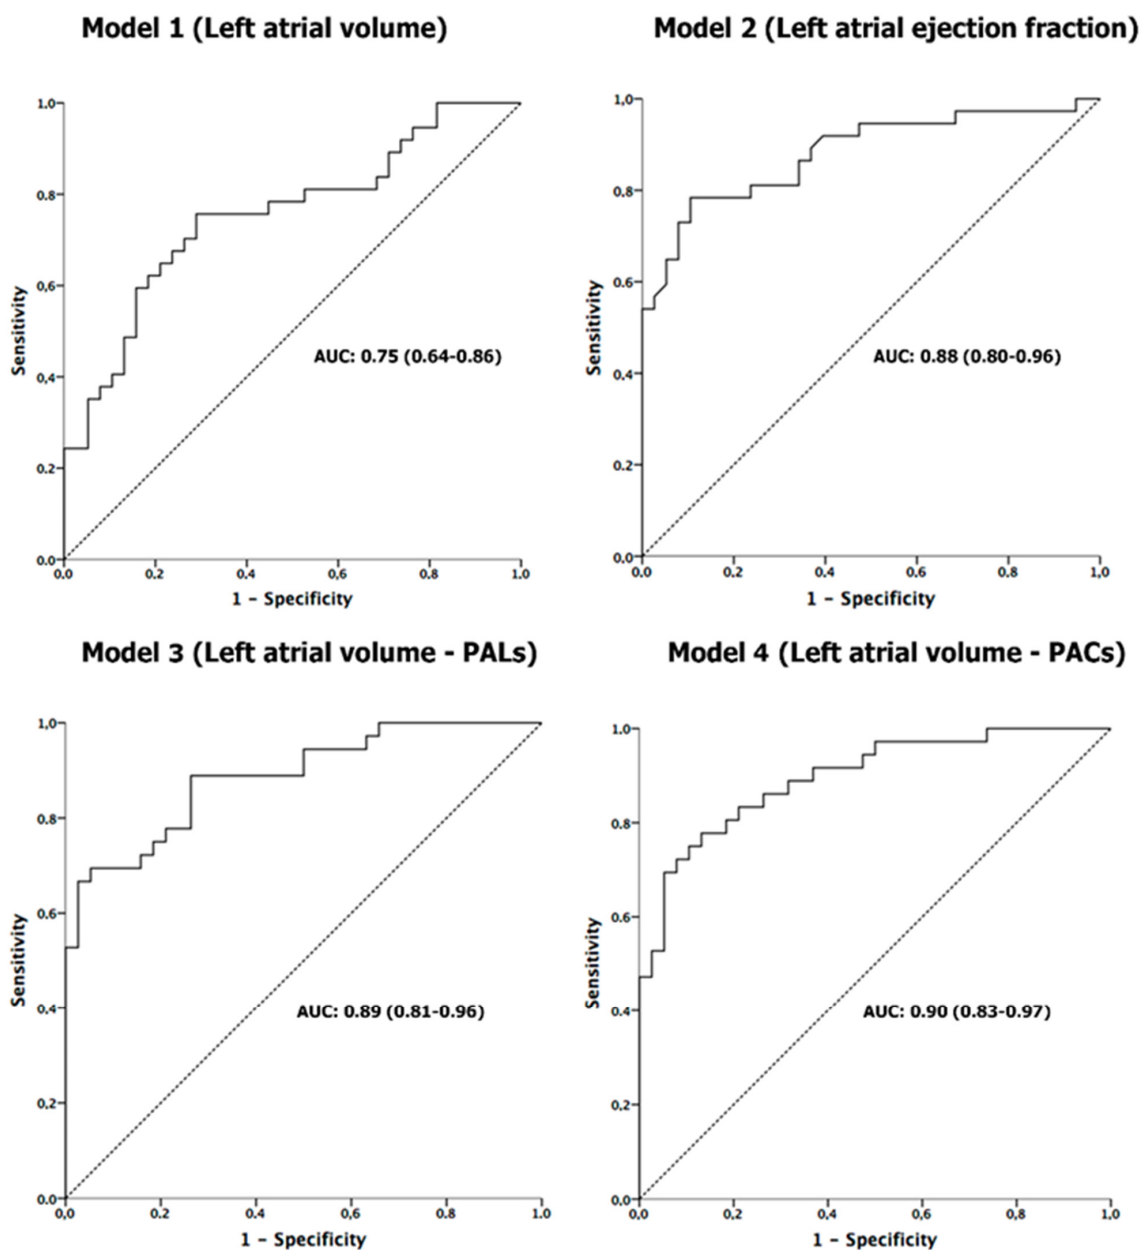 Model 1 (Left atrial volume)
Model 2 (Left atrial ejection fraction)
1.0
0.8
0.6
0.4
0.2
0.0
Sensitivity
AUC: 0.75 (0.64-0.86)
0.0 0.2 0.4 0.6 0.8 1.0
1 – Specificity
1.0
0.8
0.6
0.4
0.2
0.0
Sensitivity
AUC: 0.88 (0.80-0.96)
0.0 0.2 0.4 0.6 0.8 1.0
1 – Specificity
Model 3 (Left atrial volume - PALs)
Model 4 (Left atrial volume - PACs)
1.0
0.8
0.6
0.4
0.2
0.0
Sensitivity
AUC: 0.89 (0.81-0.96)
0.0 0.2 0.4 0.6 0.8 1.0
1 – Specificity
1.0
0.8
0.6
0.4
0.2
0.0
Sensitivity
AUC: 0.90 (0.83-0.97)
0.0 0.2 0.4 0.6 0.8 1.0
1 – Specificity